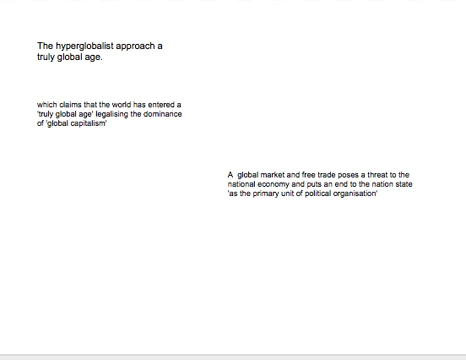 The hyperglobalist approach a
truly global age.
which claims that the world has entered a
'truly global age' legalising the dominance
of 'global capitalism'
A  global market and free trade poses a threat to the
national economy and puts an end to the nation state
'as the primary unit of political organisation'